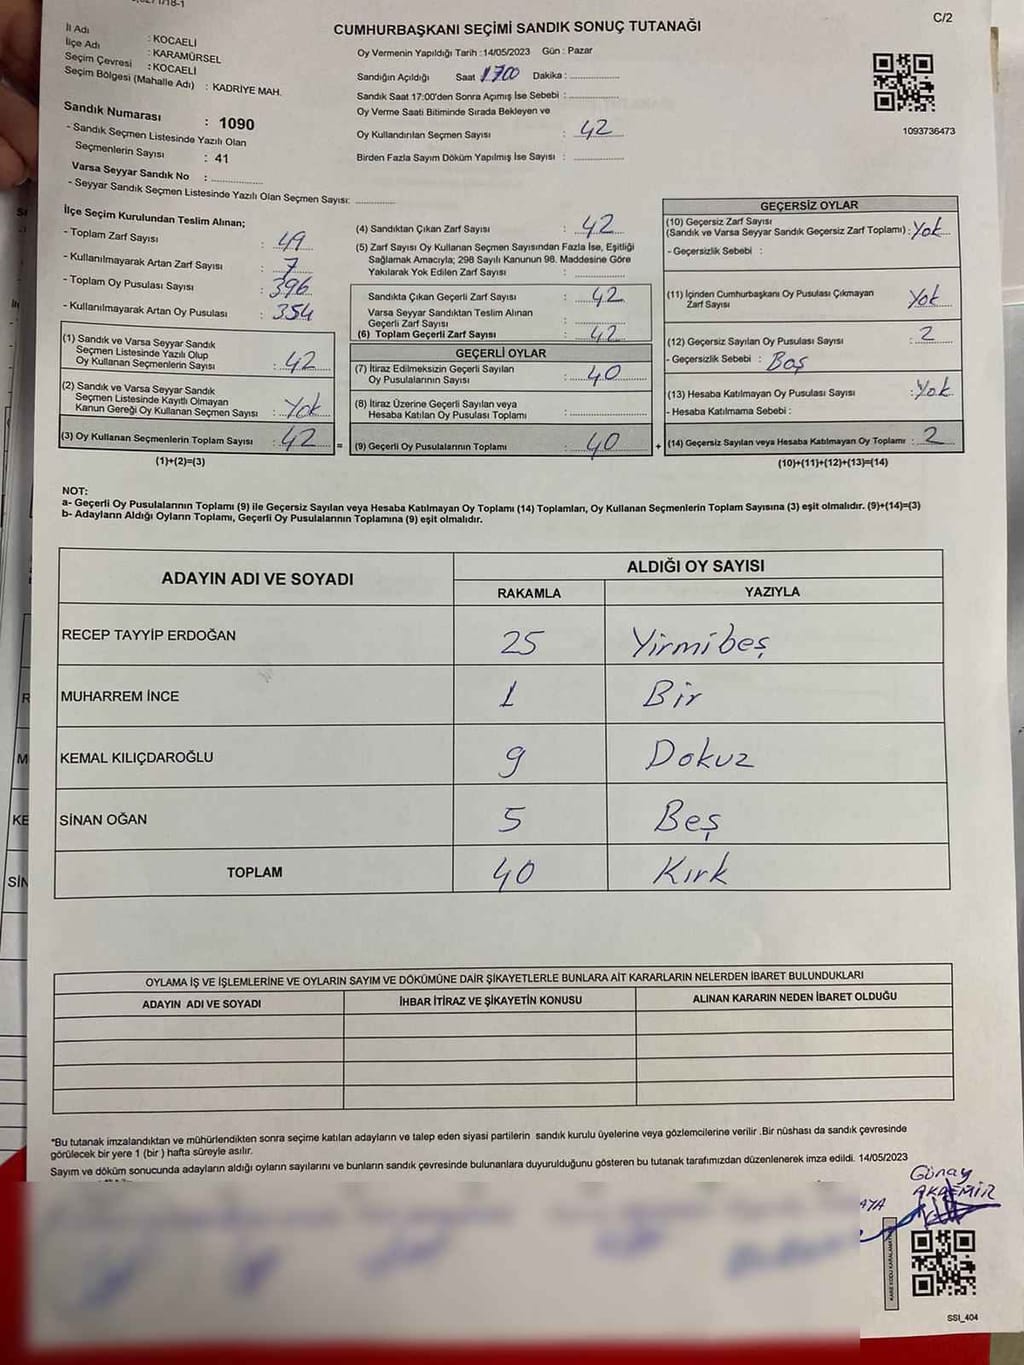 C/2
CUMHURBAŞKANI SEÇİMİ SANDIK SONUÇ TUTANAĞI
İl Adı : KOCAELİ
İlçe Adı : KARAMÜRSEL
Seçim Çevresi : KOCAELİ
Seçim Bölgesi (Mahalle Adı) : KADRİYE MAH.
Sandık Numarası : 1090
- Sandık Seçmen Listesinde Yazılı Olan
Seçmenlerin Sayısı : 41
Varsa Seyyar Sandık No :
- Seyyar Sandık Seçmen Listesinde Yazılı Olan Seçmen Sayısı:
Oy Vermenin Yapıldığı Tarih :14/05/2023 Gün : Pazar
Sandığın Açıldığı Saat 1700 Dakika :
Sandık Saat 17:00'den Sonra Açımış İse Sebebi :
Oy Verme Saati Bitiminde Sırada Bekleyen ve
Oy Kullandırılan Seçmen Sayısı : 42
Birden Fazla Sayım Döküm Yapılmış İse Sayısı :
1093736473
İlçe Seçim Kurulundan Teslim Alınan;
- Toplam Zarf Sayısı : 49
- Kullanılmayarak Artan Zarf Sayısı : 7
- Toplam Oy Pusulası Sayısı : 396
- Kullanılmayarak Artan Oy Pusulası : 354
(1) Sandık ve Varsa Seyyar Sandık
Seçmen Listesinde Yazılı Olup
Oy Kullanan Seçmenlerin Sayısı : 42
(2) Sandık ve Varsa Seyyar Sandık
Seçmen Listesinde Kayıtlı Olmayan
Kanun Gereği Oy Kullanan Seçmen Sayısı : Yok
(3) Oy Kullanan Seçmenlerin Toplam Sayısı : 42 =
(1)+(2)=(3)
(4) Sandıktan Çıkan Zarf Sayısı : 42
(5) Zarf Sayısı Oy Kullanan Seçmen Sayısından Fazla İse, Eşitliği
Sağlamak Amacıyla; 298 Sayılı Kanunun 98. Maddesine Göre
Yakılarak Yok Edilen Zarf Sayısı :
Sandıkta Çıkan Geçerli Zarf Sayısı : 42
Varsa Seyyar Sandıktan Teslim Alınan
Geçerli Zarf Sayısı :
(6) Toplam Geçerli Zarf Sayısı : 42
GEÇERLİ OYLAR
(7) İtiraz Edilmeksizin Geçerli Sayılan
Oy Pusulalarının Sayısı : 40
(8) İtiraz Üzerine Geçerli Sayılan veya
Hesaba Katılan Oy Pusulası Toplamı :
(9) Geçerli Oy Pusulalarının Toplamı : 40 +
GEÇERSİZ OYLAR
(10) Geçersiz Zarf Sayısı
(Sandık ve Varsa Seyyar Sandık Geçersiz Zarf Toplamı) : Yok
- Geçersizlik Sebebi :
(11) İçinden Cumhurbaşkanı Oy Pusulası Çıkmayan
Zarf Sayısı Yok
(12) Geçersiz Sayılan Oy Pusulası Sayısı : 2
- Geçersizlik Sebebi : Boş
(13) Hesaba Katılmayan Oy Pusulası Sayısı : Yok
- Hesaba Katılmama Sebebi :
(14) Geçersiz Sayılan veya Hesaba Katılmayan Oy Toplamı : 2
(10)+(11)+(12)+(13)=(14)
NOT:
a- Geçerli Oy Pusulalarının Toplamı (9) ile Geçersiz Sayılan veya Hesaba Katılmayan Oy Toplamı (14) Toplamları, Oy Kullanan Seçmenlerin Toplam Sayısına (3) eşit olmalıdır. (9)+(14)=(3)
b- Adayların Aldığı Oyların Toplamı, Geçerli Oy Pusulalarının Toplamına (9) eşit olmalıdır.
ADAYIN ADI VE SOYADI ALDIĞI OY SAYISI
RAKAMLA YAZIYLA
RECEP TAYYİP ERDOĞAN 25 Yirmibeş
MUHARREM İNCE 1 Bir
KEMAL KILIÇDAROĞLU 9 Dokuz
SİNAN OĞAN 5 Beş
TOPLAM 40 Kırk
OYLAMA İŞ VE İŞLEMLERİNE VE OYLARIN SAYIM VE DÖKÜMÜNE DAİR ŞİKAYETLERLE BUNLARA AİT KARARLARIN NELERDEN İBARET BULUNDUKLARI
ADAYIN ADI VE SOYADI İHBAR İTİRAZ VE ŞİKAYETİN KONUSU ALINAN KARARIN NEDEN İBARET OLDUĞU
*Bu tutanak imzalandıktan ve mühürlendikten sonra seçime katılan adayların ve talep eden siyasi partilerin sandık kurulu üyelerine veya gözlemcilerine verilir .Bir nüshası da sandık çevresinde
görülecek bir yere 1 (bir ) hafta süreyle asılır.
Sayım ve döküm sonucunda adayların aldığı oyların sayılarını ve bunların sandık çevresinde bulunanlara duyurulduğunu gösteren bu tutanak tarafımızdan düzenlenerek imza edildi. 14/05/2023
Günay
AKDEMİR
KARE KODU KARALAMAYINIZ
SSI_404